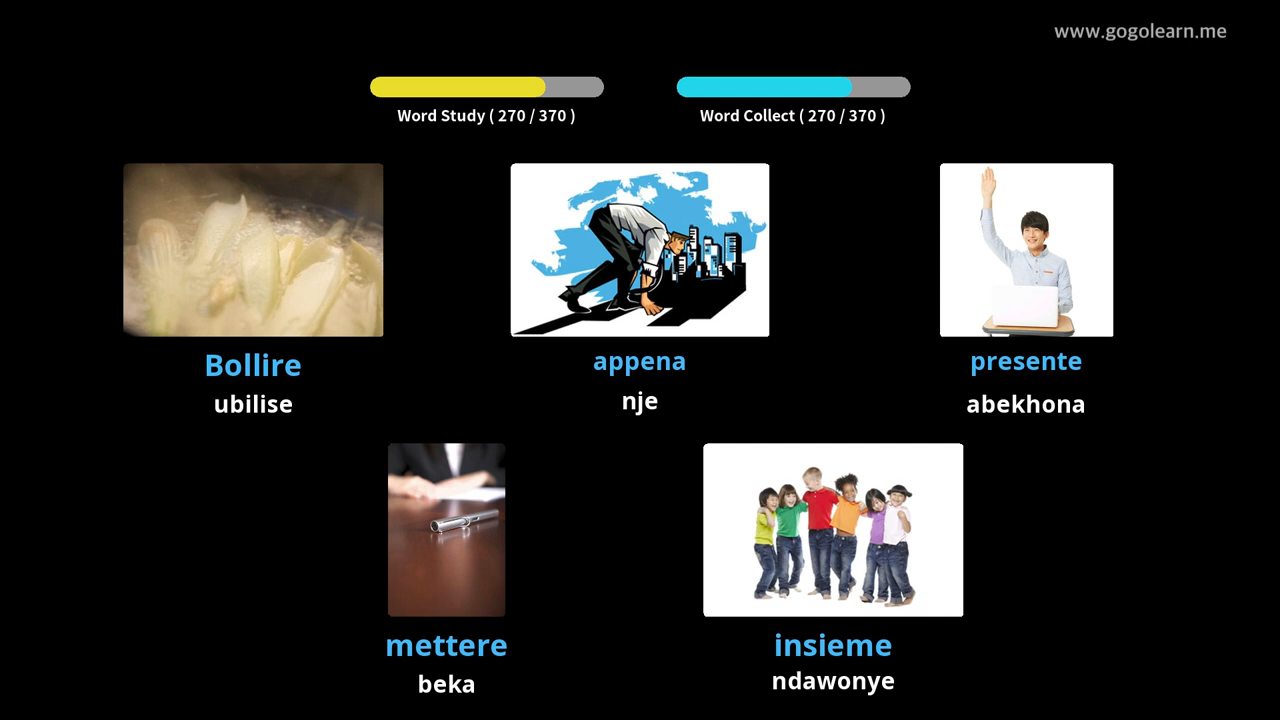 www.gogolearn.me
Word Study ( 270 / 370 )
Word Collect ( 270 / 370 )
Bollire
ubilise
appena
nje
presente
abekhona
mettere
beka
insieme
ndawonye